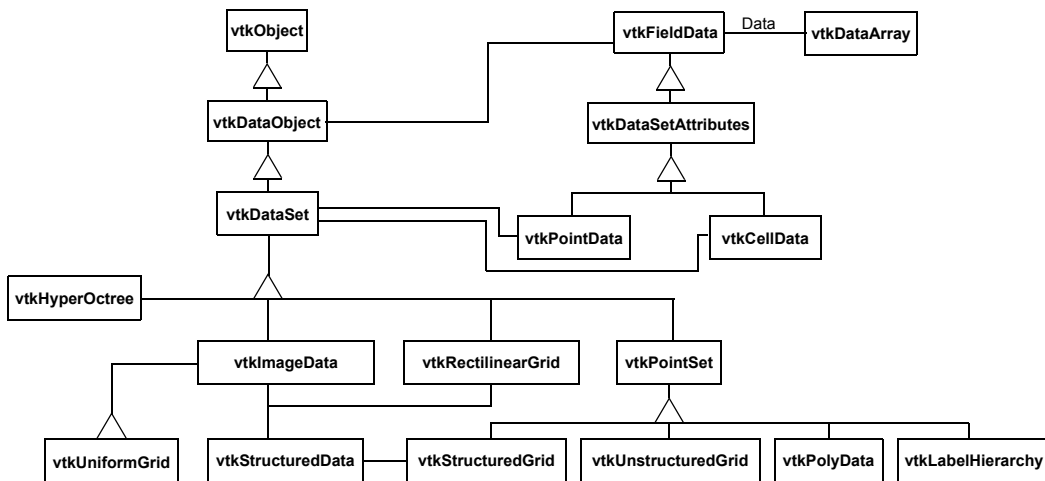 vtkObject
vtkFieldData
Data
vtkDataArray
vtkDataObject
vtkDataSetAttributes
vtkDataSet
vtkPointData
vtkCellData
vtkHyperOctree
vtkImageData
vtkRectilinearGrid
vtkPointSet
vtkUniformGrid
vtkStructuredData
vtkStructuredGrid
vtkUnstructuredGrid
vtkPolyData
vtkLabelHierarchy